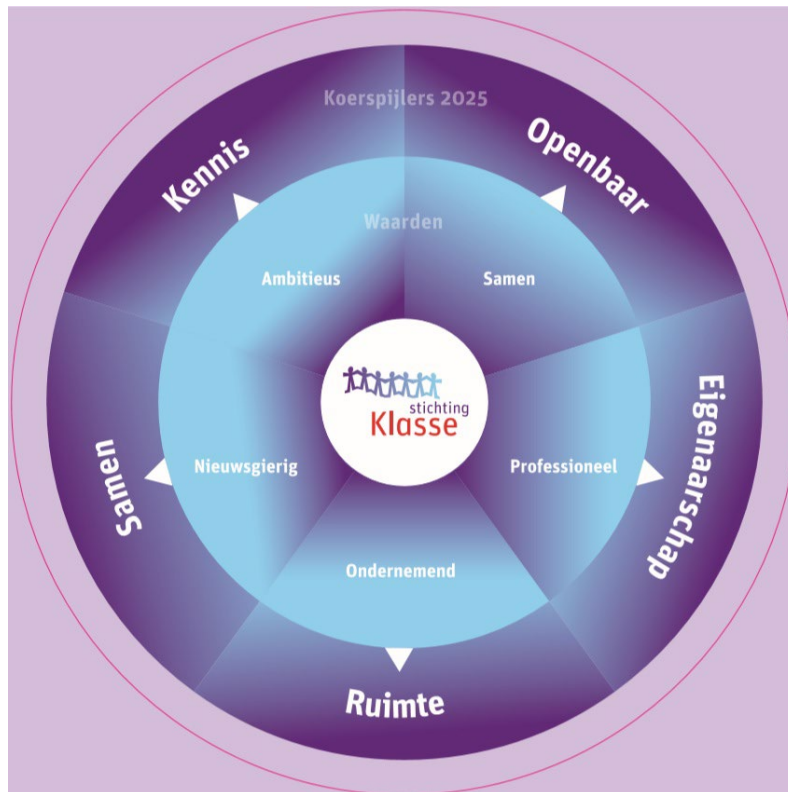 Koerspijlers 2025
Kennis
Openbaar
Waarden
Ambitieus
Samen
stichting
Klasse
Eigenaarschap
Samen
Nieuwsgierig
Professioneel
Ondernemend
Ruimte